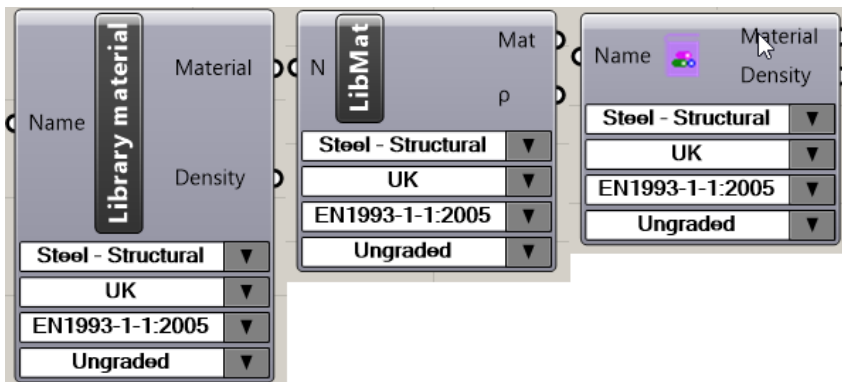 Name
Library material
Material
Density
Steel - Structural
UK
EN1993-1-1:2005
Ungraded
N
LibMat
Mat
ρ
Steel - Structural
UK
EN1993-1-1:2005
Ungraded
Name
Material
Density
Steel - Structural
UK
EN1993-1-1:2005
Ungraded